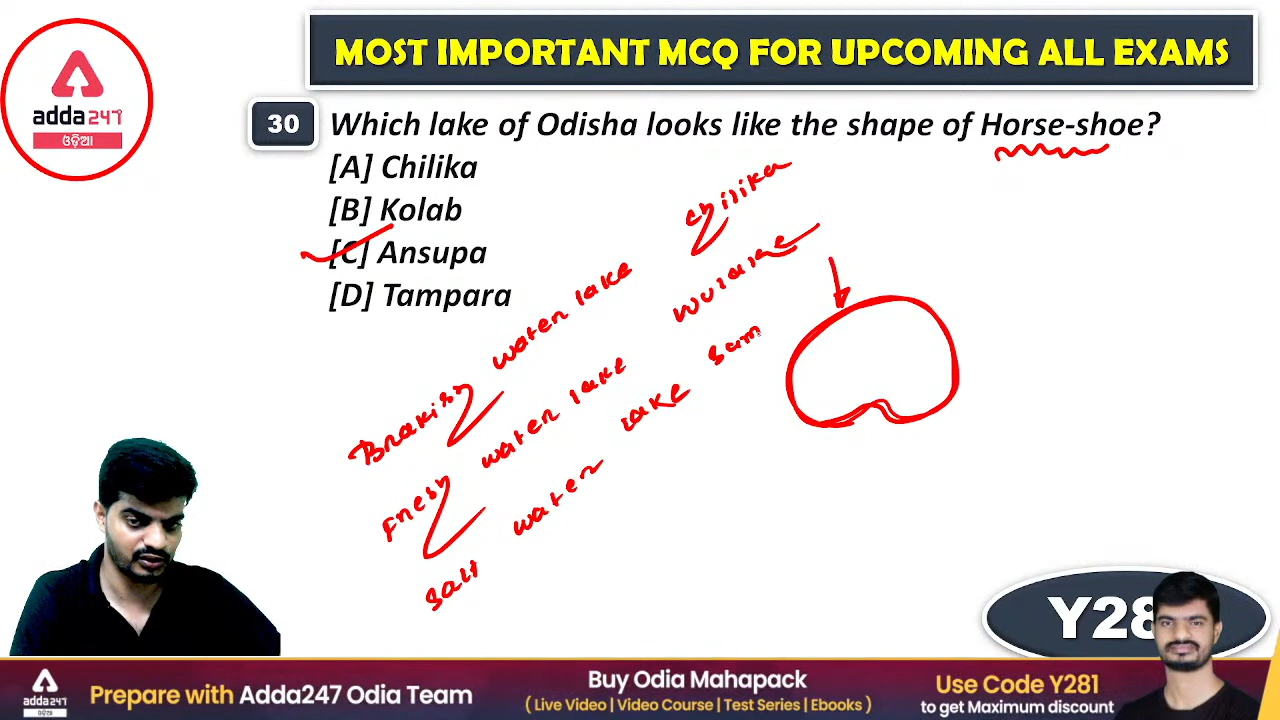 MOST IMPORTANT MCQ FOR UPCOMING ALL EXAMS
adda247
ଓଡ଼ିଆ
30 Which lake of Odisha looks like the shape of Horse-shoe?
[A] Chilika
[B] Kolab
[C] Ansupa
[D] Tampara
Brakish water lake Chilika
Fresh water lake
Salt water lake Sam
Y28
adda247
ଓଡ଼ିଆ
Prepare with Adda247 Odia Team
Buy Odia Mahapack
( Live Video | Video Course | Test Series | Ebooks )
Use Code Y281
to get Maximum discount